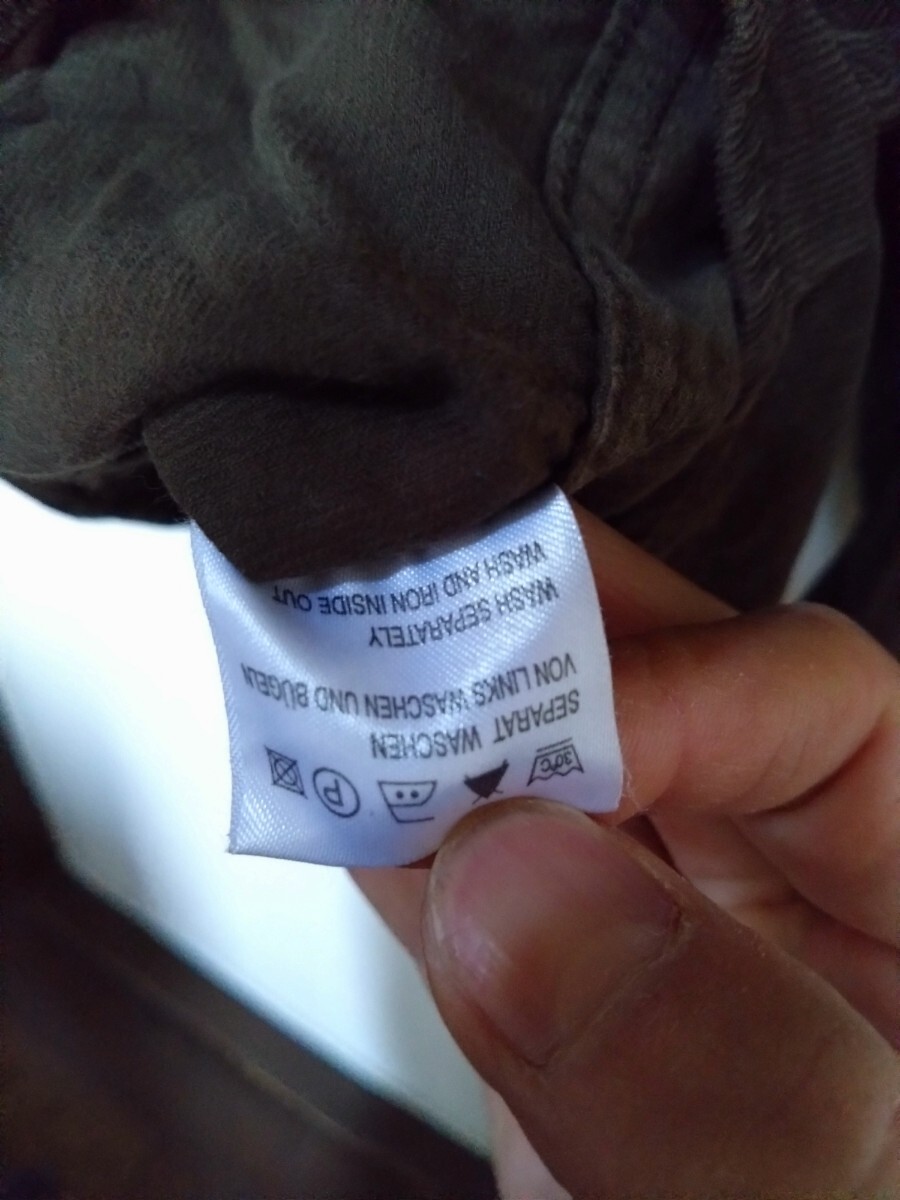 30°C P
SEPARAT WASCHEN
VON LINKS WASCHEN UND BÜGELN
WASH SEPARATELY
WASH AND IRON INSIDE OUT